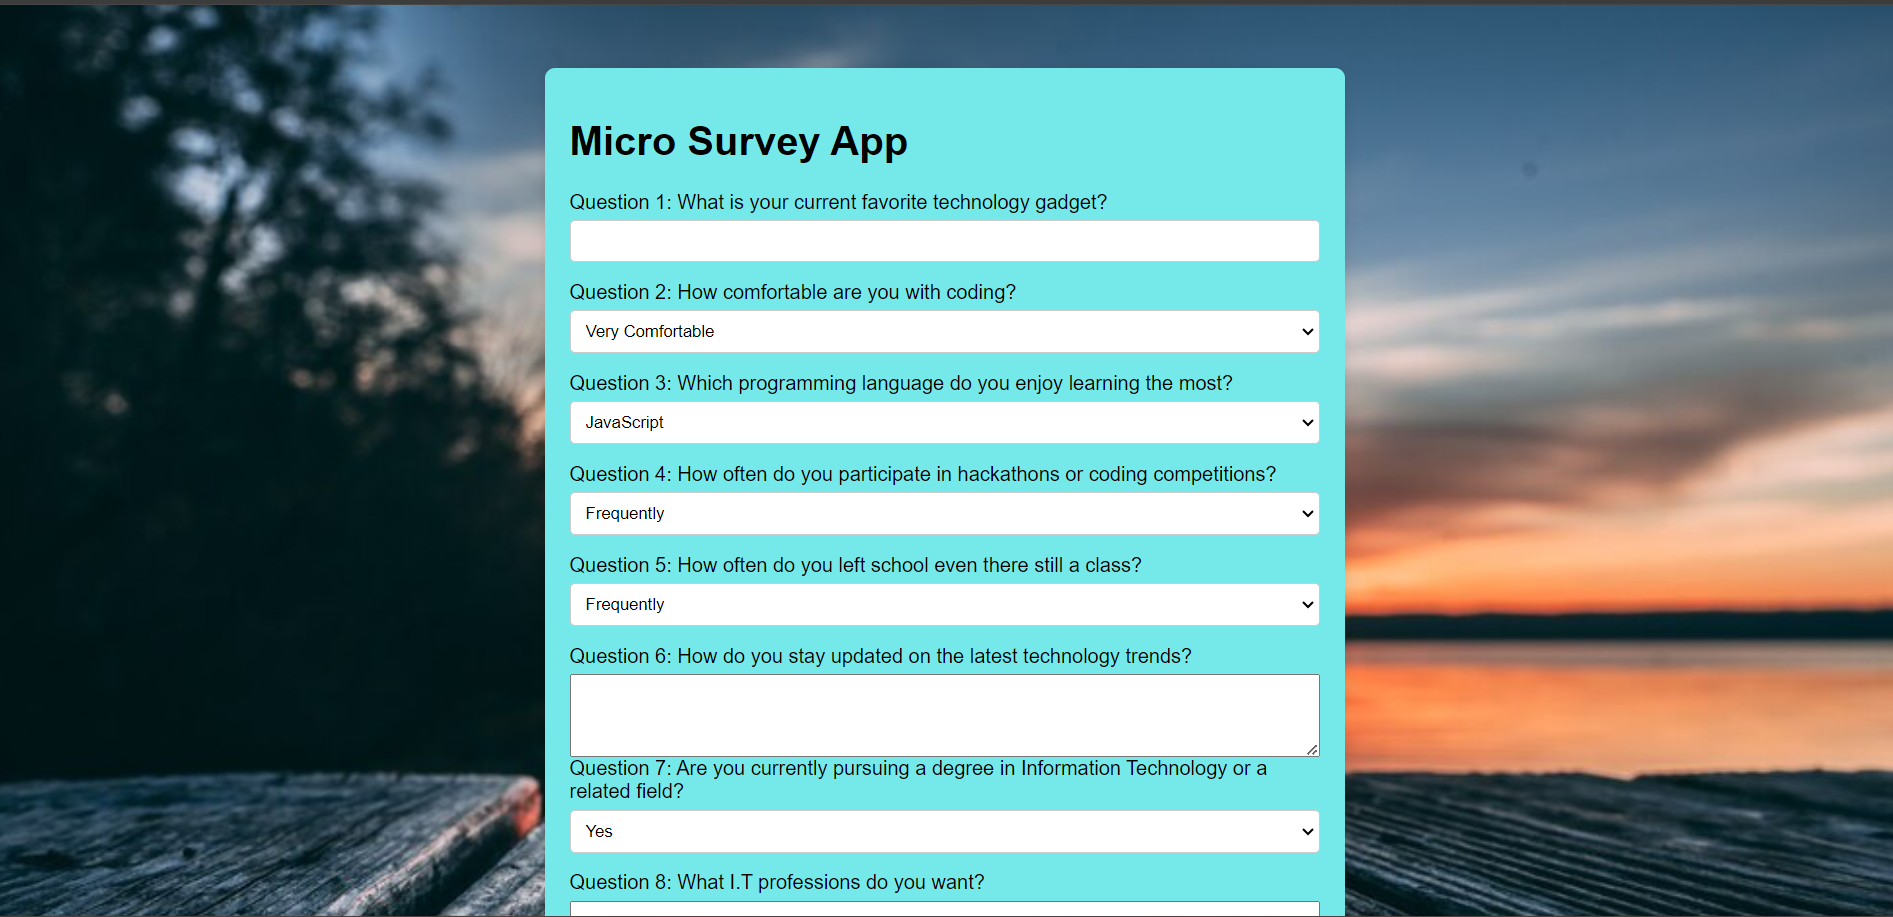 Micro Survey App
Question 1: What is your current favorite technology gadget?
Question 2: How comfortable are you with coding?
Very Comfortable
Question 3: Which programming language do you enjoy learning the most?
JavaScript
Question 4: How often do you participate in hackathons or coding competitions?
Frequently
Question 5: How often do you left school even there still a class?
Frequently
Question 6: How do you stay updated on the latest technology trends?
Question 7: Are you currently pursuing a degree in Information Technology or a
related field?
Yes
Question 8: What I.T professions do you want?